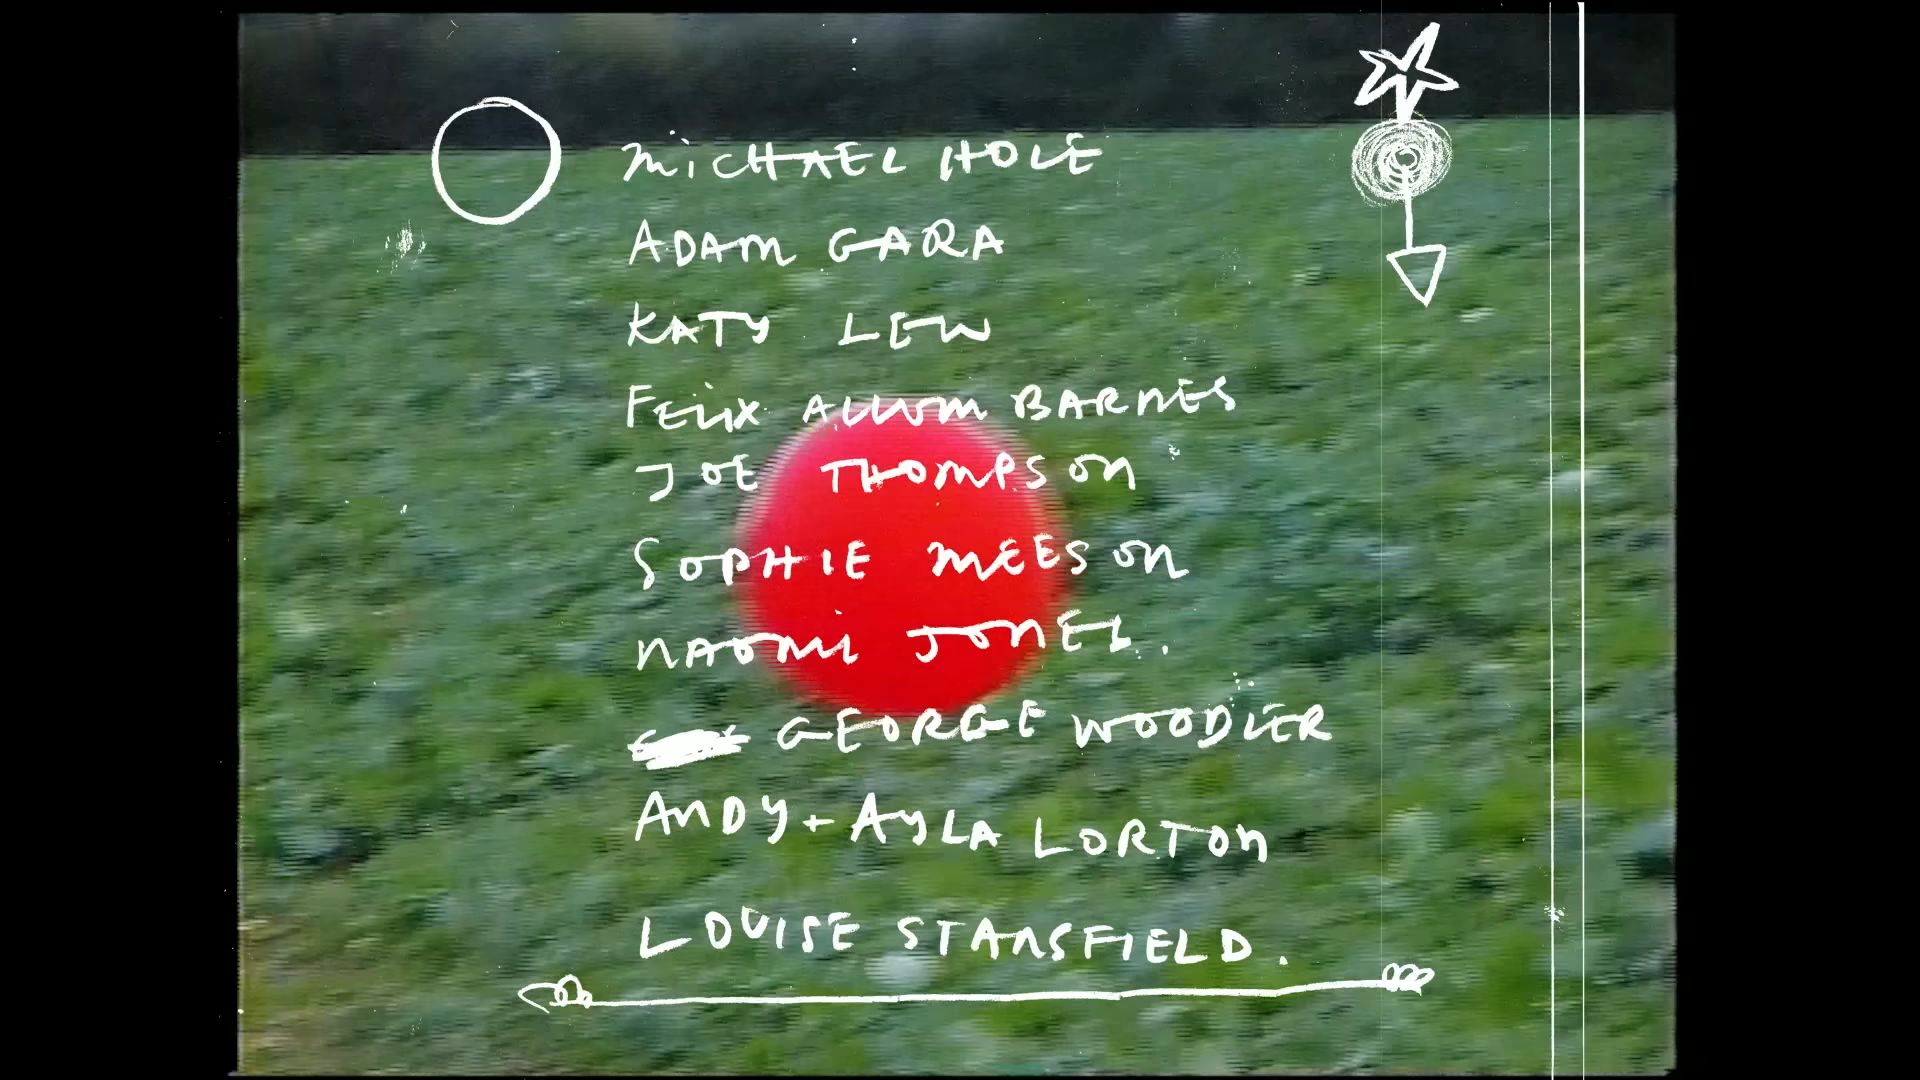 MiCHAEL HOLE
ADAM GARA
KATY LEW
FELIX ALLUM BARNES
JOE THOMPSON
SOPHIE MEESON
NAOMI JONES.
GEORGE WOODIER
ANDY + AYLA LORTON
LOUISE STANSFIELD.